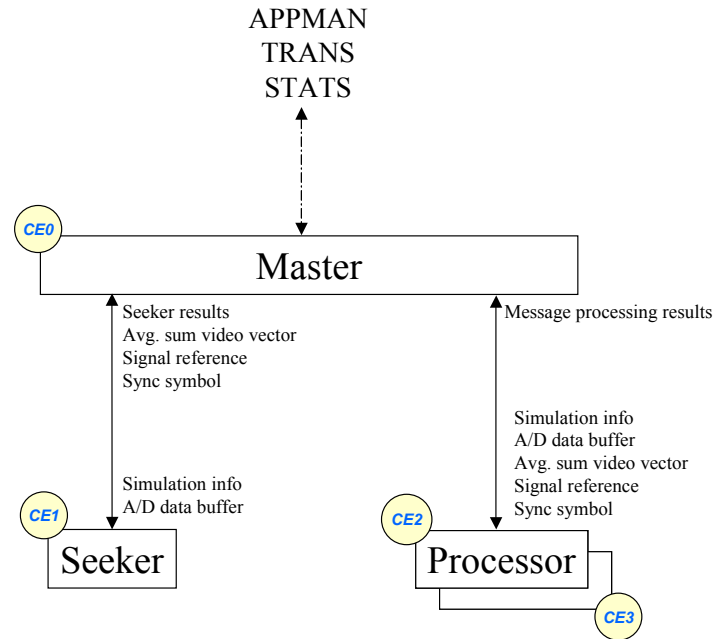 APPMAN
TRANS
STATS
CE0
Master
Seeker results
Avg. sum video vector
Signal reference
Sync symbol
Message processing results
Simulation info
A/D data buffer
Simulation info
A/D data buffer
Avg. sum video vector
Signal reference
Sync symbol
CE1
Seeker
CE2
Processor
CE3